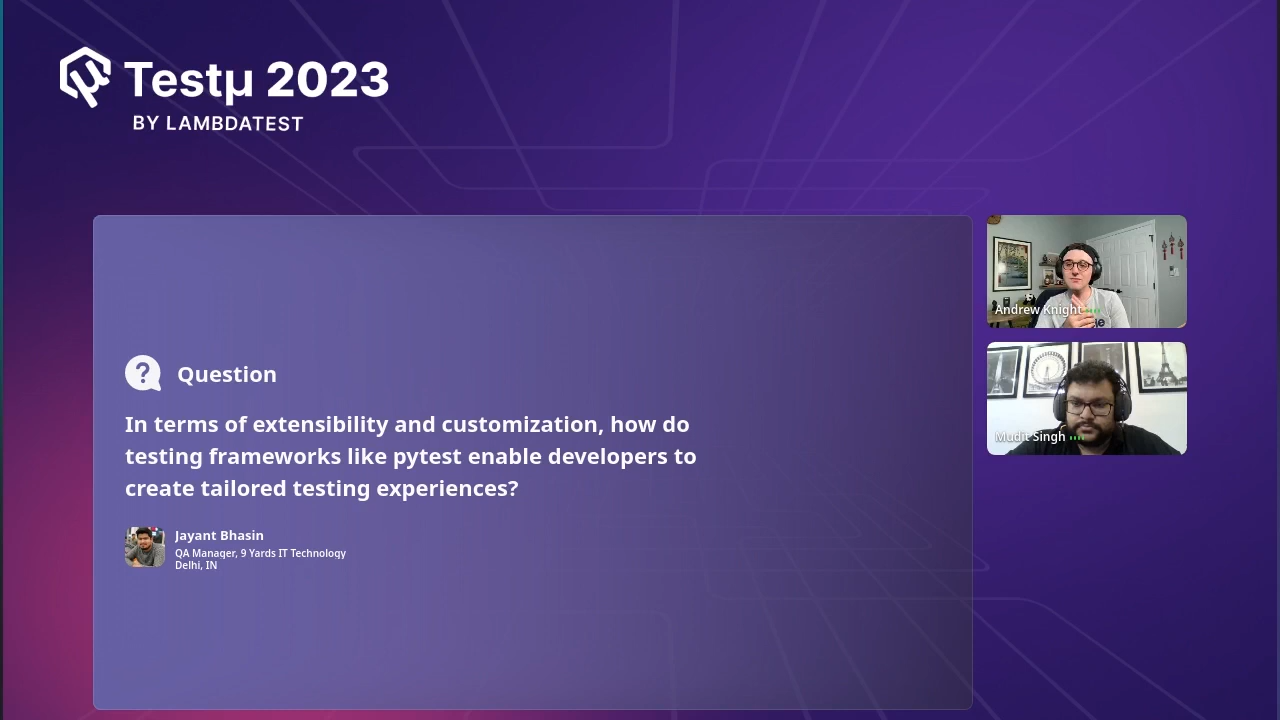 Testμ 2023
BY LAMBDATEST
Question
In terms of extensibility and customization, how do
testing frameworks like pytest enable developers to
create tailored testing experiences?
Jayant Bhasin
QA Manager, 9 Yards IT Technology
Delhi, IN
Andrew Knight
Mudit Singh